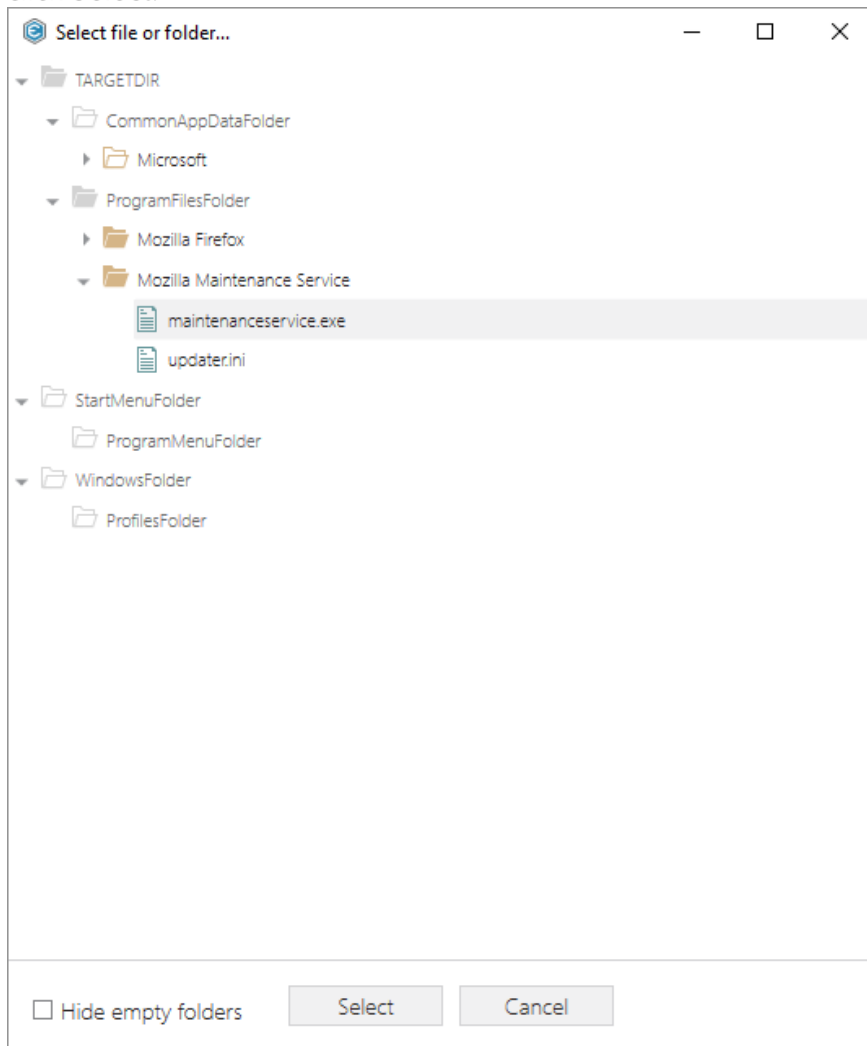 Select file or folder...
TARGETDIR
CommonAppDataFolder
Microsoft
ProgramFilesFolder
Mozilla Firefox
Mozilla Maintenance Service
maintenanceservice.exe
updater.ini
StartMenuFolder
ProgramMenuFolder
WindowsFolder
ProfilesFolder
Hide empty folders Select Cancel